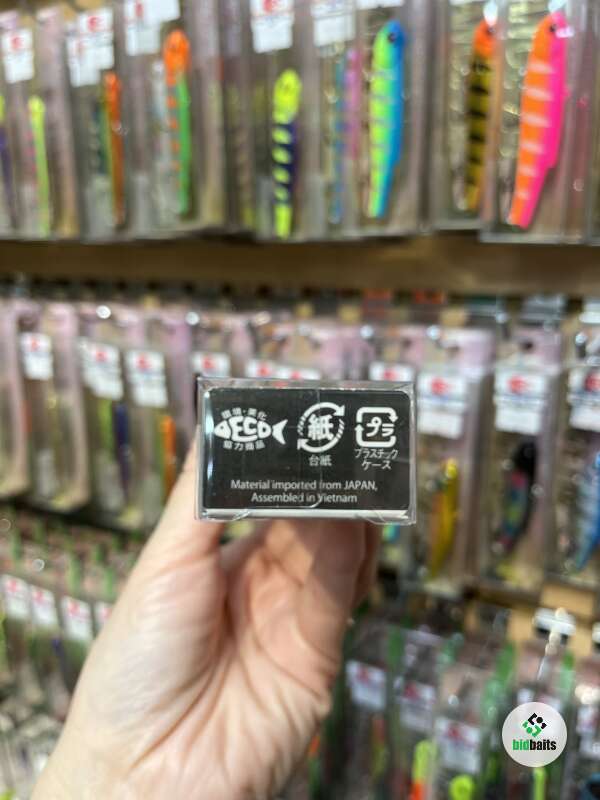 環境・美化
ECO
協力商品
紙
台紙
プラ
プラスチック
ケース
Material imported from JAPAN,
Assembled in Vietnam
bidbaits